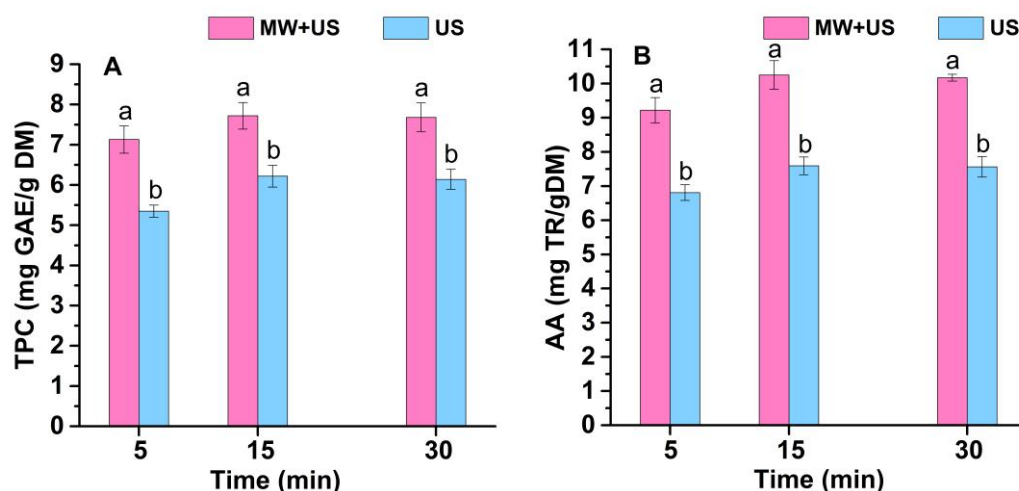 MW+US US
A
9
8
7
6
5
4
3
2
1
0
TPC (mg GAE/g DM)
a
b
a
b
a
b
5 15 30
Time (min)
MW+US US
B
11
10
9
8
7
6
5
4
3
2
1
0
AA (mg TR/gDM)
a
b
a
b
a
b
5 15 30
Time (min)